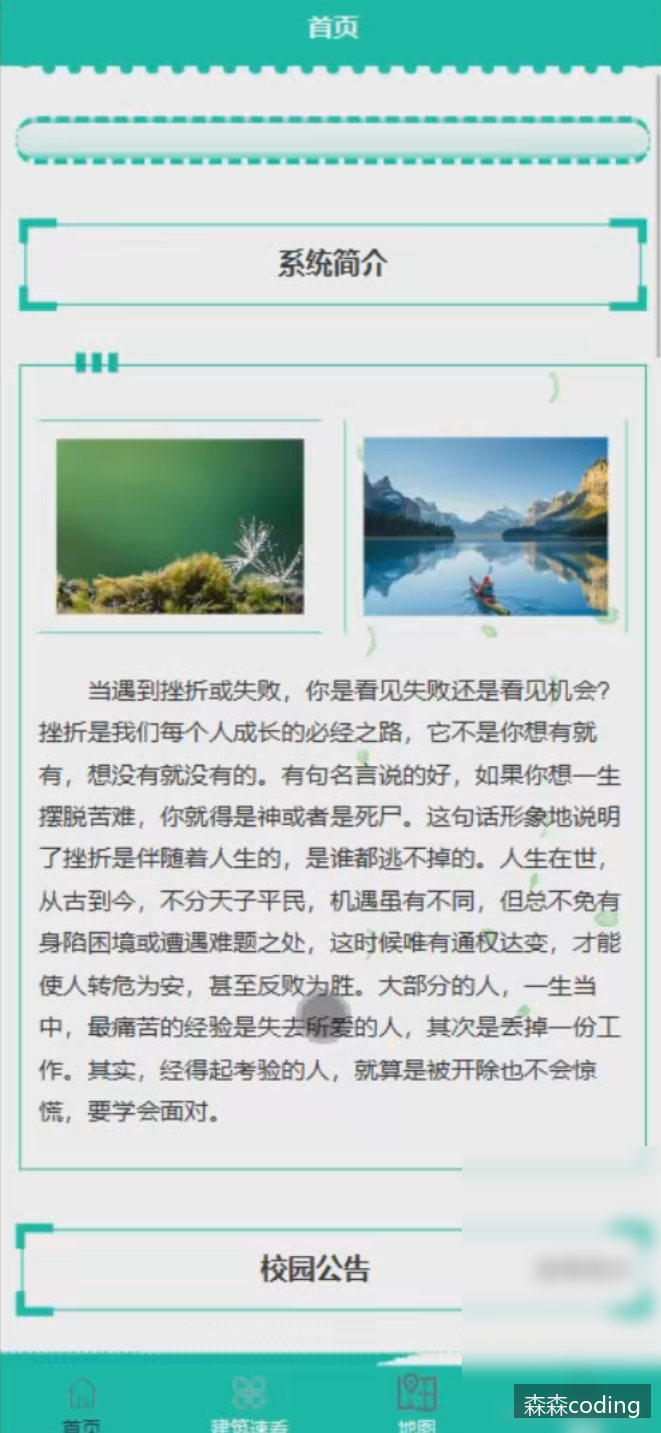 首页
系统简介
当遇到挫折或失败，你是看见失败还是看见机会？
挫折是我们每个人成长的必经之路，它不是你想有就
有，想没有就没有的。有句名言说的好，如果你想一生
摆脱苦难，你就得是神或者是死尸。这句话形象地说明
了挫折是伴随着人生的，是谁都逃不掉的。人生在世，
从古到今，不分天子平民，机遇虽有不同，但总不免有
身陷困境或遭遇难题之处，这时候唯有通权达变，才能
使人转危为安，甚至反败为胜。大部分的人，一生当
中，最痛苦的经验是失去所爱的人，其次是丢掉一份工
作。其实，经得起考验的人，就算是被开除也不会惊
慌，要学会面对。
校园公告
首页
建筑速看
地图
森森coding